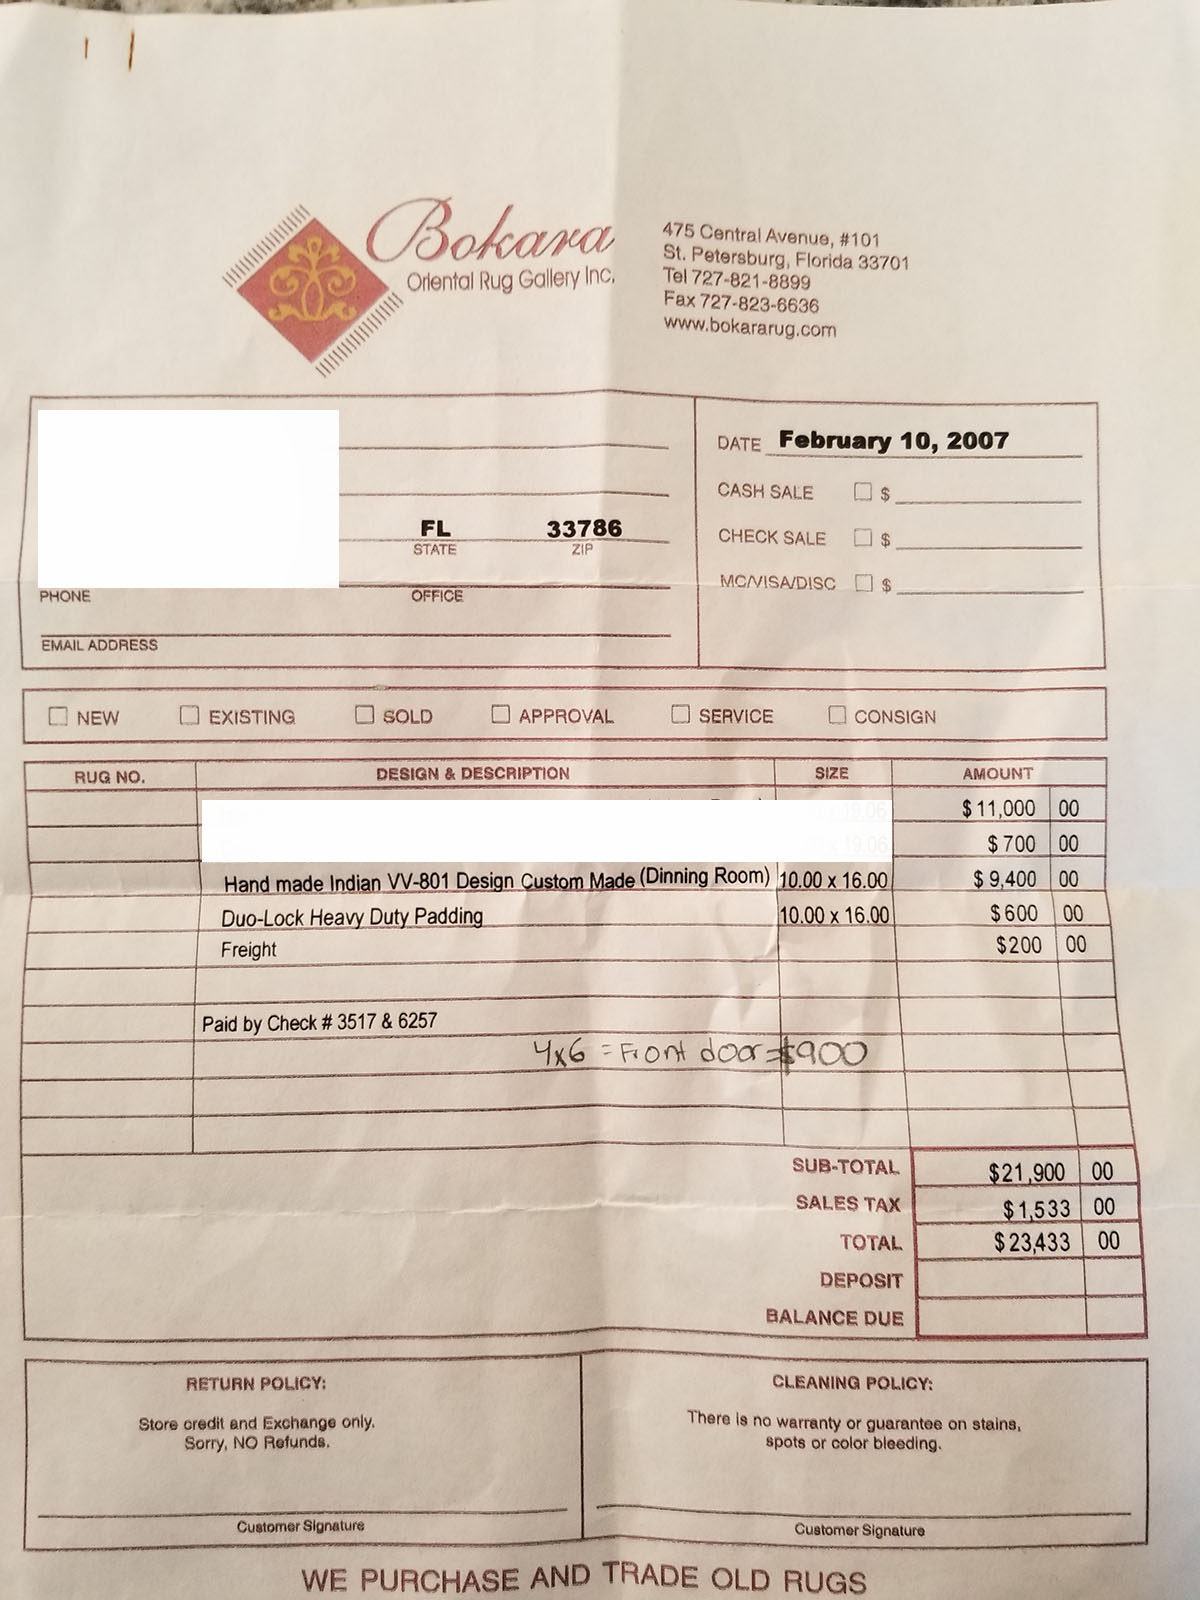 Bokara
Oriental Rug Gallery Inc.
475 Central Avenue, #101
St. Petersburg, Florida 33701
Tel 727-821-8899
Fax 727-823-6636
www.bokararug.com
DATE February 10, 2007
CASH SALE $
CHECK SALE $
MC/VISA/DISC $
FL 33786
STATE ZIP
PHONE OFFICE
EMAIL ADDRESS
NEW EXISTING SOLD APPROVAL SERVICE CONSIGN
RUG NO. DESIGN & DESCRIPTION SIZE AMOUNT
19.06 $11,000 00
19.06 $700 00
Hand made Indian VV-801 Design Custom Made (Dinning Room) 10.00 x 16.00 $9,400 00
Duo-Lock Heavy Duty Padding 10.00 x 16.00 $600 00
Freight $200 00
Paid by Check # 3517 & 6257
4x6 = Front door = $900
SUB-TOTAL $21,900 00
SALES TAX $1,533 00
TOTAL $23,433 00
DEPOSIT
BALANCE DUE
RETURN POLICY:
Store credit and Exchange only.
Sorry, NO Refunds.
Customer Signature
CLEANING POLICY:
There is no warranty or guarantee on stains,
spots or color bleeding.
Customer Signature
WE PURCHASE AND TRADE OLD RUGS